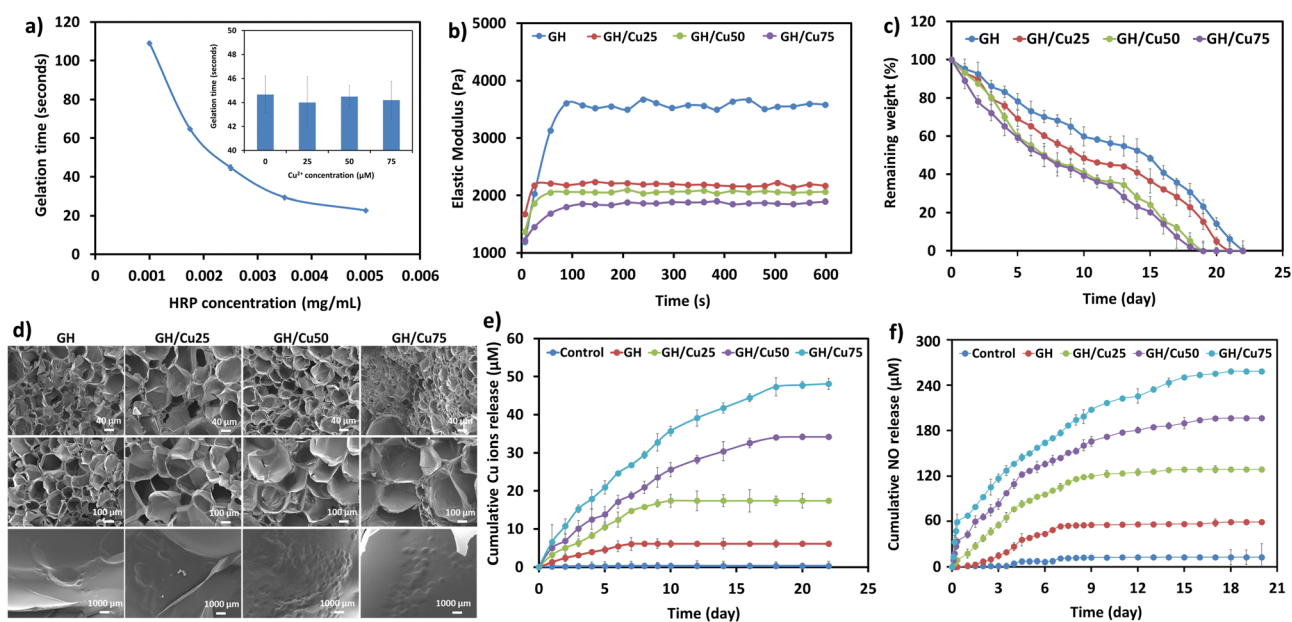 a)
120
100
80
60
40
20
0
Gelation time (seconds)
0 0.001 0.002 0.003 0.004 0.005 0.006
HRP concentration (mg/mL)
50
48
46
44
42
40
Gelation time (seconds)
0 25 50 75
Cu²⁺ concentration (μM)
b)
5000
4000
3000
2000
1000
Elastic Modulus (Pa)
GH GH/Cu25 GH/Cu50 GH/Cu75
0 100 200 300 400 500 600
Time (s)
c)
120
100
80
60
40
20
0
Remaining weight (%)
GH GH/Cu25 GH/Cu50 GH/Cu75
0 5 10 15 20 25
Time (day)
d)
GH GH/Cu25 GH/Cu50 GH/Cu75
40 μm 40 μm 40 μm 40 μm
100 μm 100 μm 100 μm 100 μm
1000 μm 1000 μm 1000 μm 1000 μm
e)
60
50
40
30
20
10
0
Cumulative Cu ions release (μM)
Control GH GH/Cu25 GH/Cu50 GH/Cu75
0 5 10 15 20 25
Time (day)
f)
300
240
180
120
60
0
Cumulative NO release (μM)
Control GH GH/Cu25 GH/Cu50 GH/Cu75
0 3 6 9 12 15 18 21
Time (day)